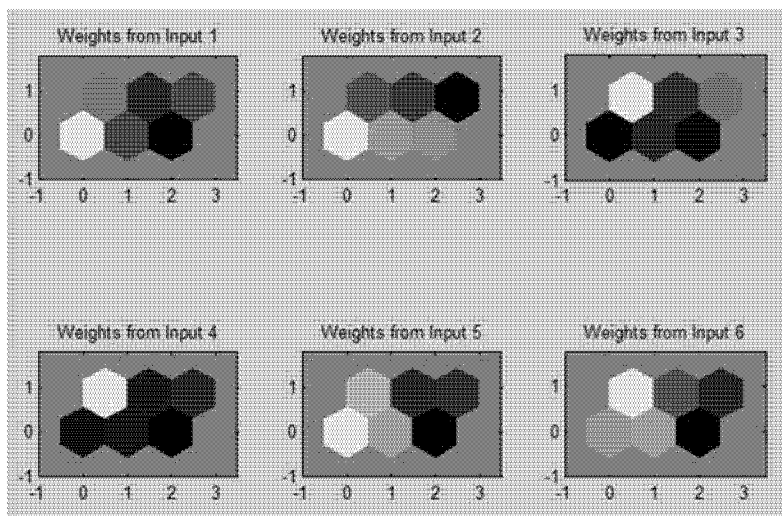 Weights from Input 1
Weights from Input 2
Weights from Input 3
1
0
-1
-1 0 1 2 3
1
0
-1
-1 0 1 2 3
1
0
-1
-1 0 1 2 3
Weights from Input 4
Weights from Input 5
Weights from Input 6
1
0
-1
-1 0 1 2 3
1
0
-1
-1 0 1 2 3
1
0
-1
-1 0 1 2 3